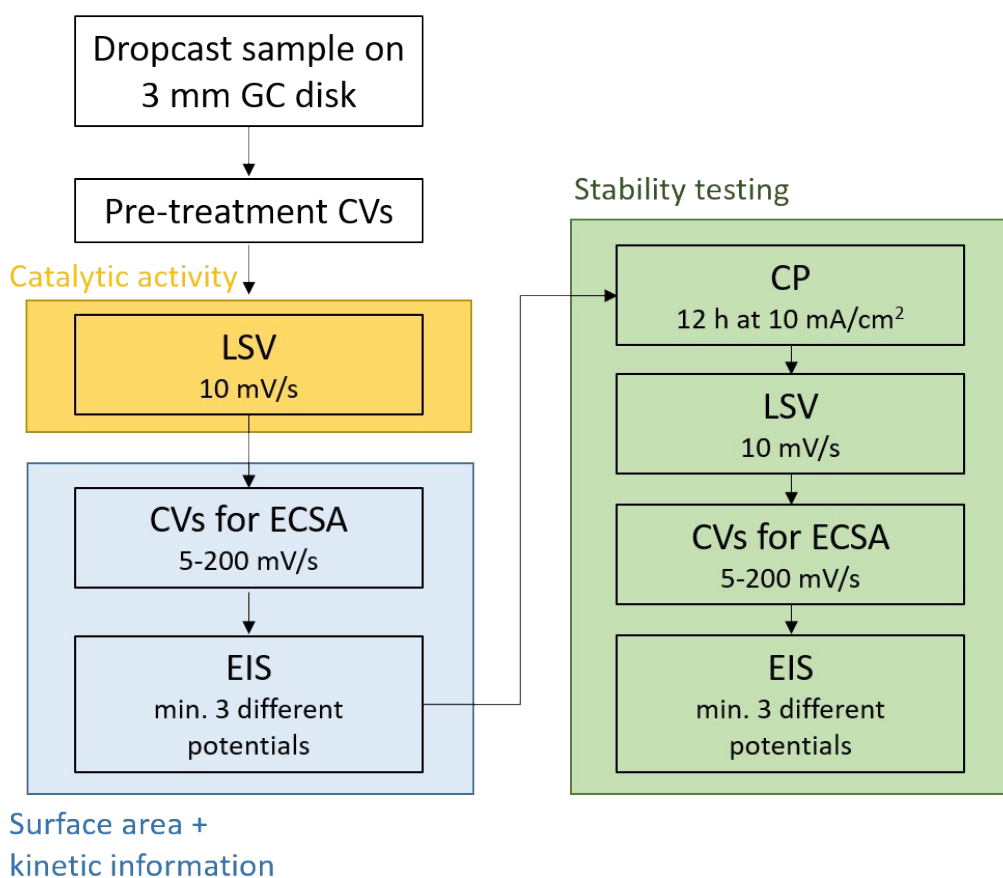 Dropcast sample on
3 mm GC disk
Pre-treatment CVs
Catalytic activity
LSV
10 mV/s
CVs for ECSA
5-200 mV/s
EIS
min. 3 different
potentials
Surface area +
kinetic information
Stability testing
CP
12 h at 10 mA/cm²
LSV
10 mV/s
CVs for ECSA
5-200 mV/s
EIS
min. 3 different
potentials